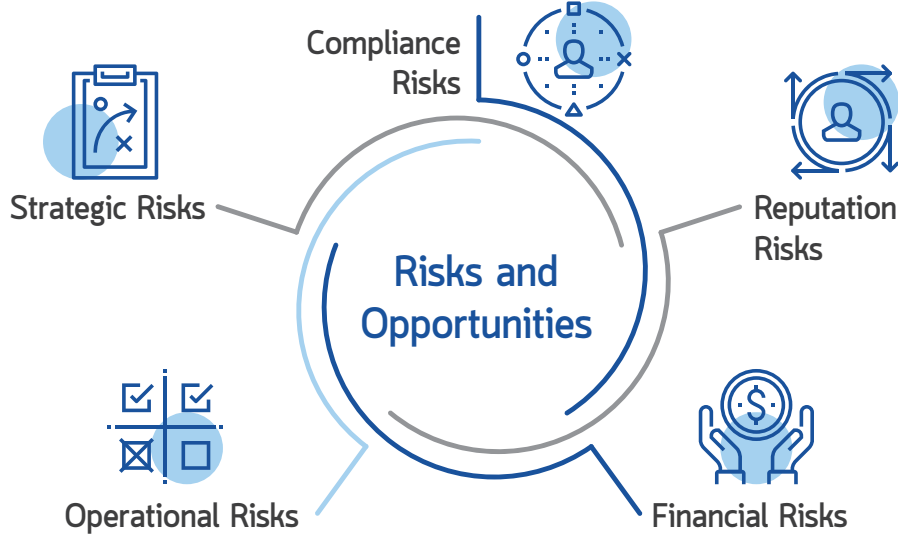 Compliance
Risks
Strategic Risks
Reputation
Risks
Risks and
Opportunities
Operational Risks
Financial Risks